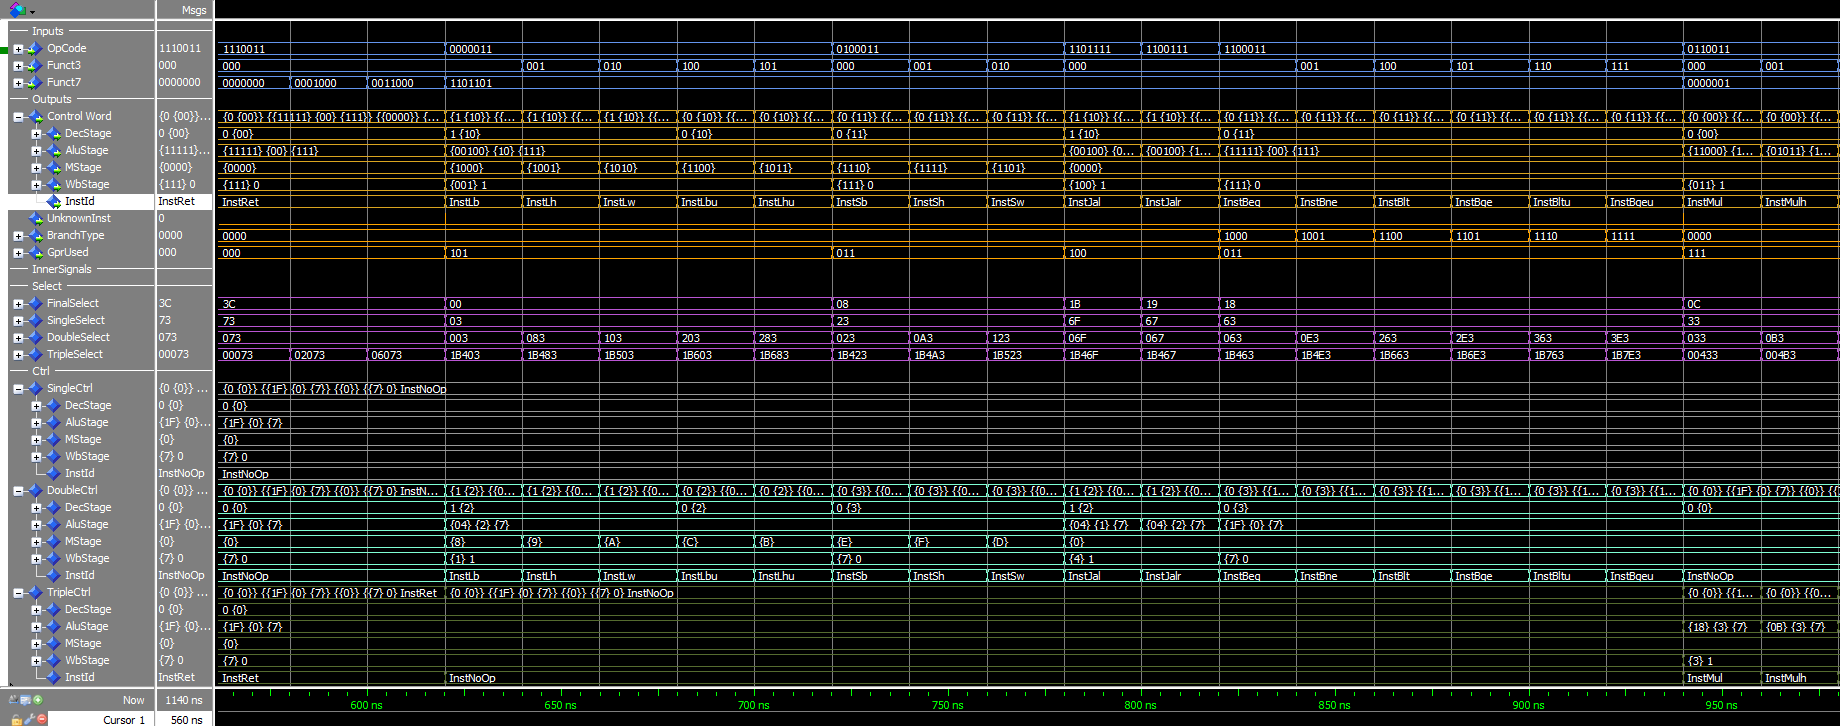 Msgs
Inputs
OpCode 1110011 1110011 0000011 0100011 1101111 1100111 1100011 0110011
Funct3 000 000 001 010 100 101 000 001 010 000 001 100 101 110 111 000 001
Funct7 0000000 0000000 0001000 0011000 1101101 0000001
Outputs
Control Word {0 {00}}... {0 {00}} {{11111} {00} {111}} {{0000}} {... {1 {10}} {{... {1 {10}} {{... {1 {10}} {{... {0 {10}} {{... {0 {10}} {{... {0 {11}} {{... {0 {11}} {{... {0 {11}} {{... {1 {10}} {{... {1 {10}} {{... {0 {11}} {{... {0 {11}} {{... {0 {11}} {{... {0 {11}} {{... {0 {11}} {{... {0 {11}} {{... {0 {00}} {{... {0 {00}} {{...
DecStage 0 {00} 0 {00} 1 {10} 0 {10} 0 {11} 1 {10} 0 {11} 0 {00}
AluStage {11111}... {11111} {00} {111} {00100} {10} {111} {00100} {0... {00100} {1... {11111} {00} {111} {11000} {1... {01011} {1...
MStage {0000} {0000} {1000} {1001} {1010} {1100} {1011} {1110} {1111} {1101} {0000}
WbStage {111} 0 {111} 0 {001} 1 {111} 0 {100} 1 {111} 0 {011} 1
InstId InstRet InstRet InstLb InstLh InstLw InstLbu InstLhu InstSb InstSh InstSw InstJal InstJalr InstBeq InstBne InstBlt InstBge InstBltu InstBgeu InstMul InstMulh
UnknownInst 0
BranchType 0000 0000 1000 1001 1100 1101 1110 1111 0000
GprUsed 000 000 101 011 100 011 111
InnerSignals
Select
FinalSelect 3C 3C 00 08 1B 19 18 0C
SingleSelect 73 73 03 23 6F 67 63 33
DoubleSelect 073 073 003 083 103 203 283 023 0A3 123 06F 067 063 0E3 263 2E3 363 3E3 033 0B3
TripleSelect 00073 00073 02073 06073 1B403 1B483 1B503 1B603 1B683 1B423 1B4A3 1B523 1B46F 1B467 1B463 1B4E3 1B663 1B6E3 1B763 1B7E3 00433 004B3
Ctrl
SingleCtrl {0 {0}} ... {0 {0}} {{1F} {0} {7}} {{0}} {{7} 0} InstNoOp
DecStage 0 {0} 0 {0}
AluStage {1F} {0}... {1F} {0} {7}
MStage {0} {0}
WbStage {7} 0 {7} 0
InstId InstNoOp InstNoOp
DoubleCtrl {0 {0}} ... {0 {0}} {{1F} {0} {7}} {{0}} {{7} 0} InstN... {1 {2}} {{0... {1 {2}} {{0... {1 {2}} {{0... {0 {2}} {{0... {0 {2}} {{0... {0 {3}} {{0... {0 {3}} {{0... {0 {3}} {{0... {1 {2}} {{0... {1 {2}} {{0... {0 {3}} {{1... {0 {3}} {{1... {0 {3}} {{1... {0 {3}} {{1... {0 {3}} {{1... {0 {3}} {{1... {0 {0}} {{1F} {0} {7}} {{0}}
DecStage 0 {0} 0 {0} 1 {2} 0 {2} 0 {3} 1 {2} 0 {3} 0 {0}
AluStage {1F} {0}... {1F} {0} {7} {04} {2} {7} {04} {1} {7} {04} {2} {7} {1F} {0} {7}
MStage {0} {0} {8} {9} {A} {C} {B} {E} {F} {D} {0}
WbStage {7} 0 {7} 0 {1} 1 {7} 0 {4} 1 {7} 0
InstId InstNoOp InstNoOp InstLb InstLh InstLw InstLbu InstLhu InstSb InstSh InstSw InstJal InstJalr InstBeq InstBne InstBlt InstBge InstBltu InstBgeu InstNoOp
TripleCtrl {0 {0}} ... {0 {0}} {{1F} {0} {7}} {{0}} {{7} 0} InstRet {0 {0}} {{1F} {0} {7}} {{0}} {{7} 0} InstNoOp {0 {0}} {{1... {0 {0}} {{0...
DecStage 0 {0} 0 {0}
AluStage {1F} {0}... {1F} {0} {7} {18} {3} {7} {0B} {3} {7}
MStage {0} {0}
WbStage {7} 0 {7} 0 {3} 1
InstId InstRet InstRet InstNoOp InstMul InstMulh
Now 1140 ns 600 ns 650 ns 700 ns 750 ns 800 ns 850 ns 900 ns 950 ns
Cursor 1 560 ns